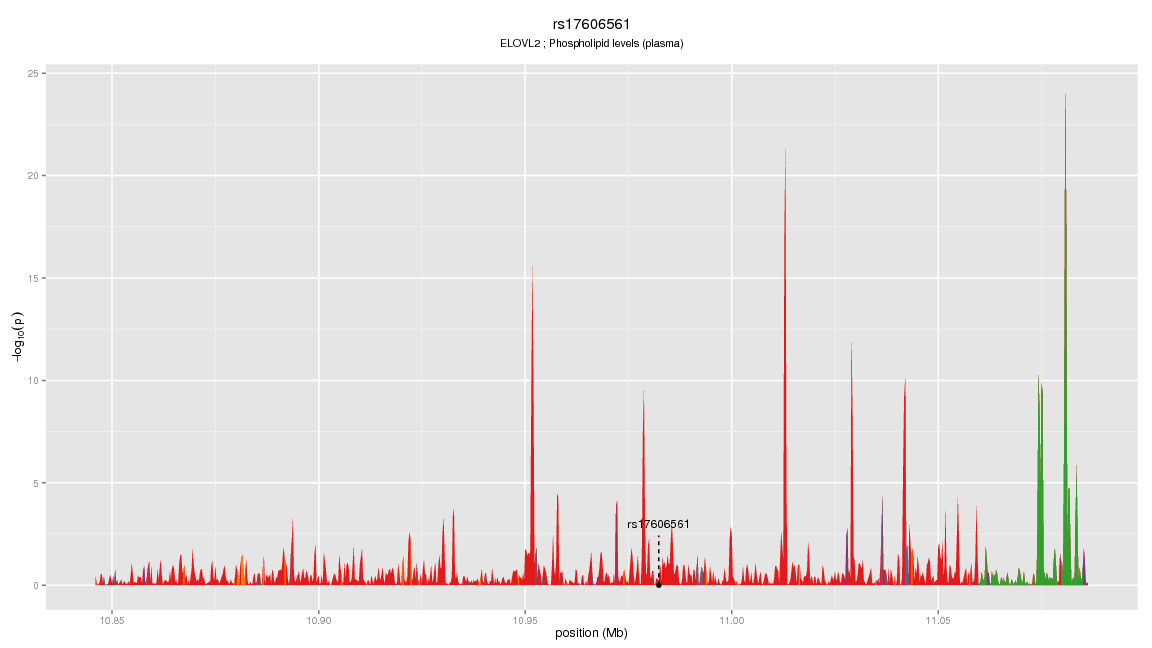 rs17606561
ELOVL2 ; Phospholipid levels (plasma)
25
20
15
10
5
0
−log10(p)
rs17606561
10.85
10.90
10.95
11.00
11.05
position (Mb)